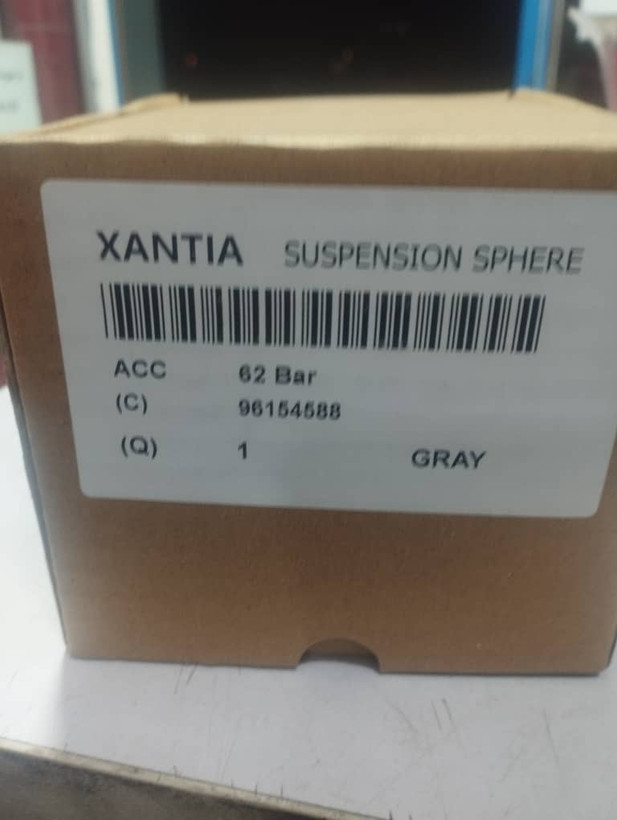 XANTIA SUSPENSION SPHERE
ACC 62 Bar
(C) 96154588
(Q) 1 GRAY